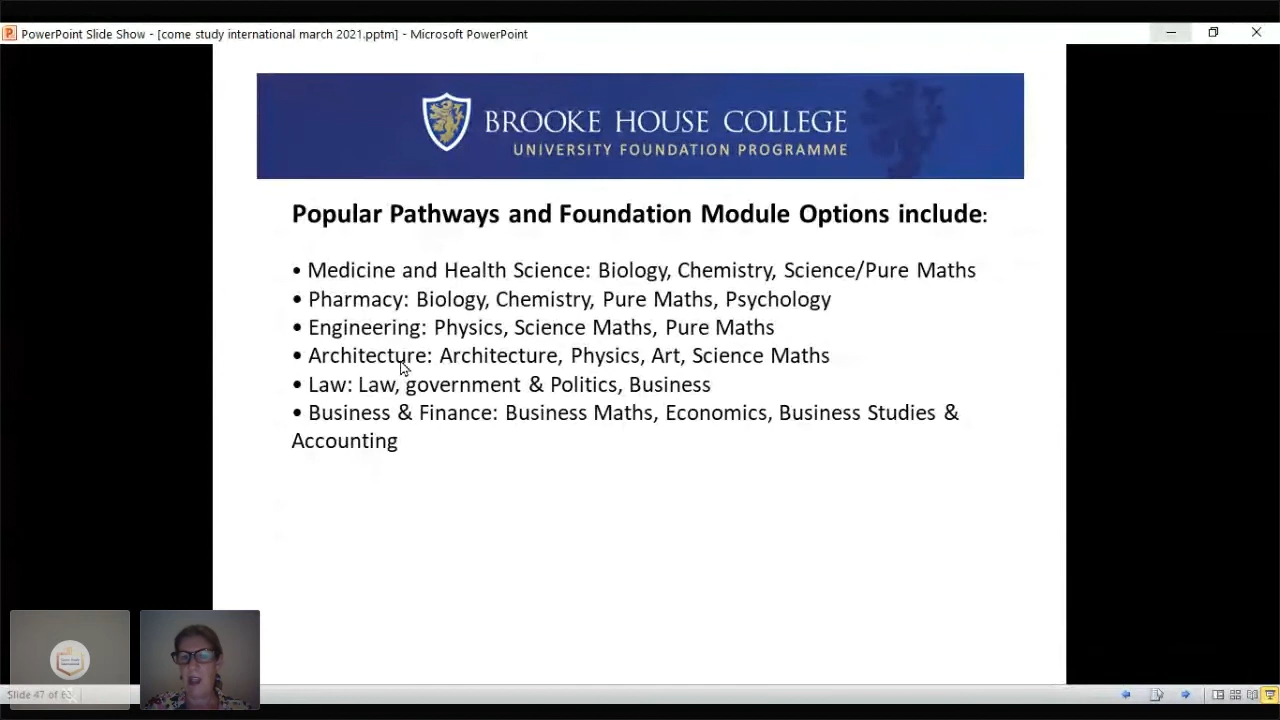 PowerPoint Slide Show - [come study international march 2021.pptm] - Microsoft PowerPoint
BROOKE HOUSE COLLEGE
UNIVERSITY FOUNDATION PROGRAMME
Popular Pathways and Foundation Module Options include:
• Medicine and Health Science: Biology, Chemistry, Science/Pure Maths
• Pharmacy: Biology, Chemistry, Pure Maths, Psychology
• Engineering: Physics, Science Maths, Pure Maths
• Architecture: Architecture, Physics, Art, Science Maths
• Law: Law, government & Politics, Business
• Business & Finance: Business Maths, Economics, Business Studies &
Accounting
Slide 47 of